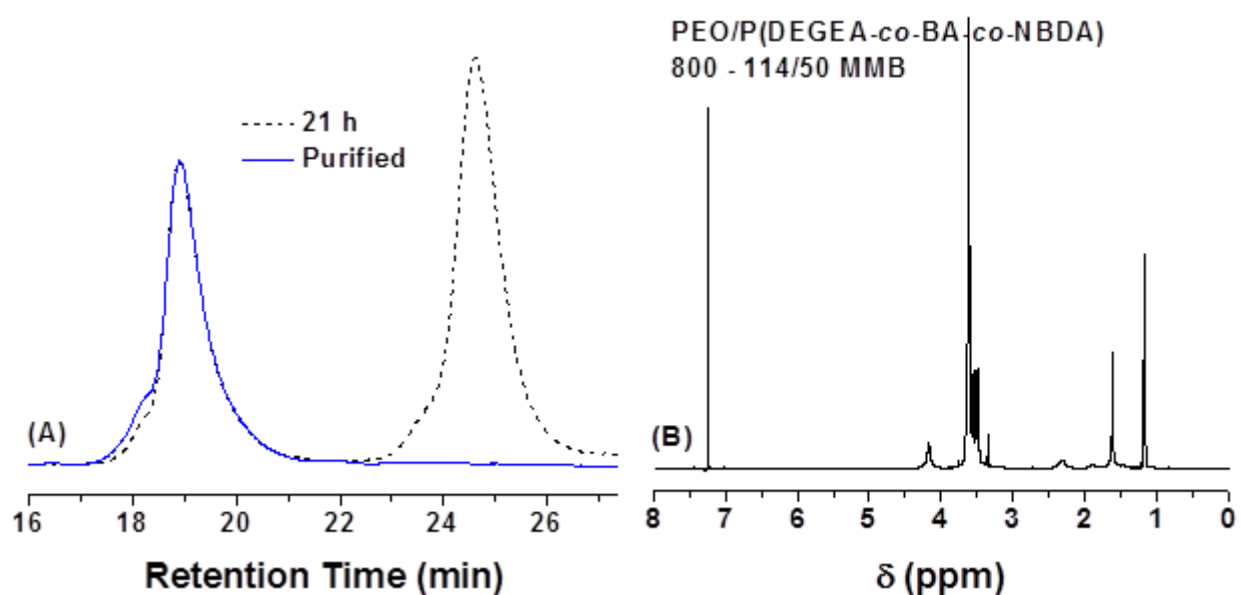 21 h
Purified
(A)
16 18 20 22 24 26
Retention Time (min)
PEO/P(DEGEA-co-BA-co-NBDA)
800 - 114/50 MMB
(B)
8 7 6 5 4 3 2 1 0
δ (ppm)